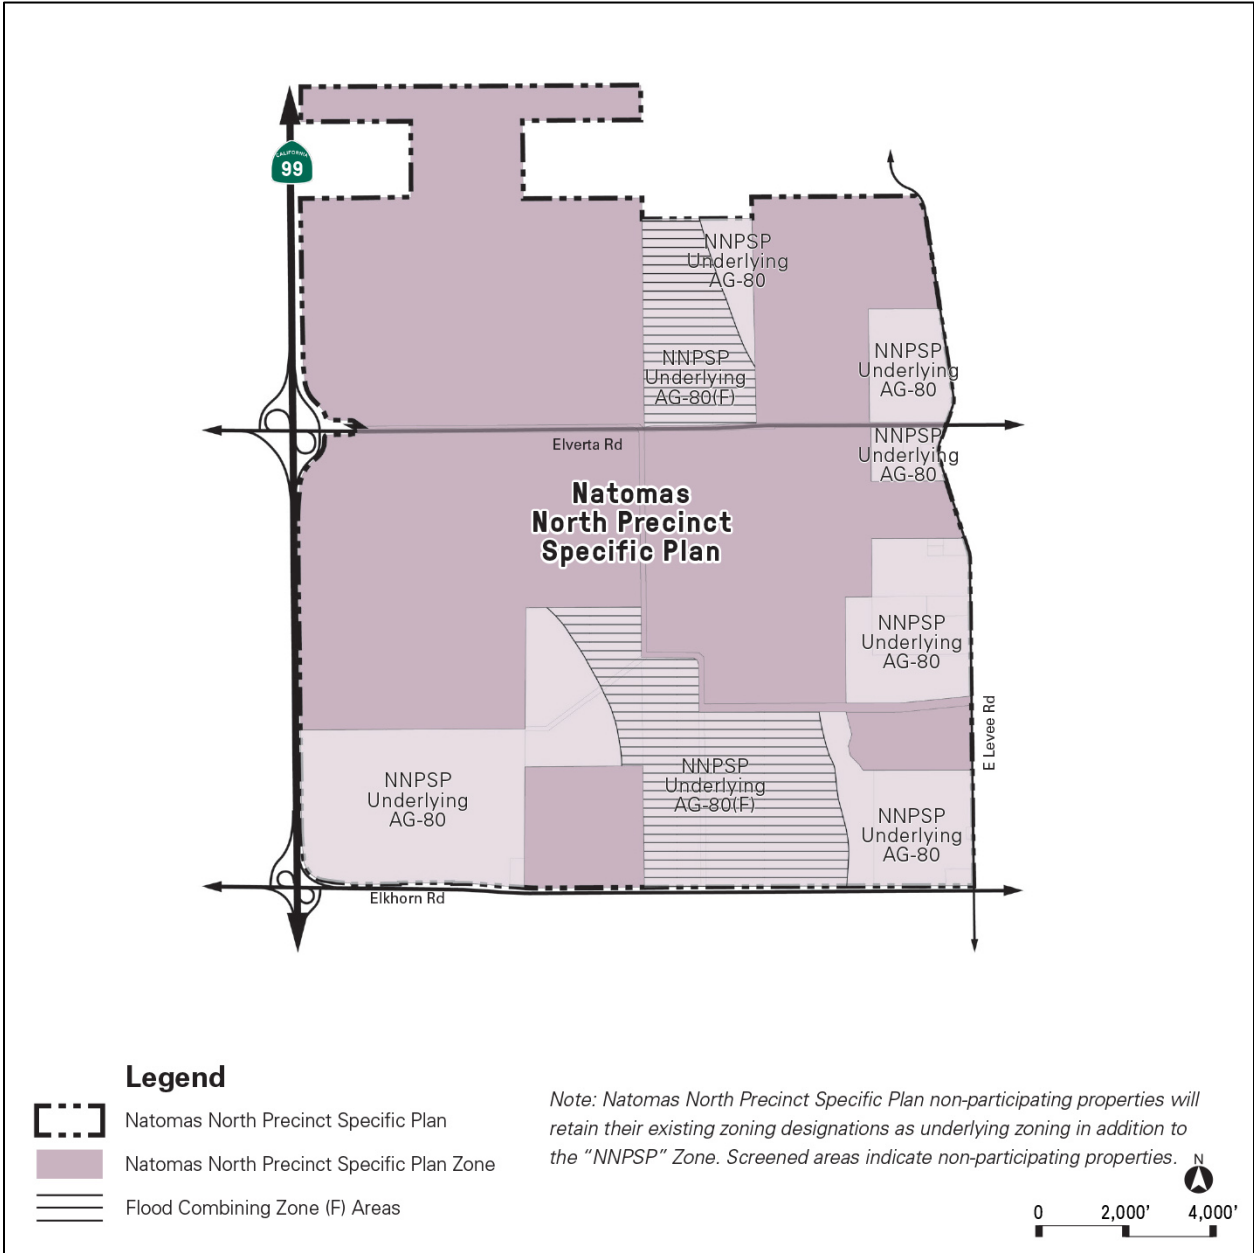 CALIFORNIA
99
NNPSP
Underlying
AG-80
NNPSP
Underlying
AG-80(F)
NNPSP
Underlying
AG-80
NNPSP
Underlying
AG-80
Elverta Rd
Natomas
North Precinct
Specific Plan
NNPSP
Underlying
AG-80
E Levee Rd
NNPSP
Underlying
AG-80
NNPSP
Underlying
AG-80(F)
NNPSP
Underlying
AG-80
Elkhorn Rd
Legend
Natomas North Precinct Specific Plan
Natomas North Precinct Specific Plan Zone
Flood Combining Zone (F) Areas
Note: Natomas North Precinct Specific Plan non-participating properties will
retain their existing zoning designations as underlying zoning in addition to
the “NNPSP” Zone. Screened areas indicate non-participating properties.
N
0 2,000’ 4,000’